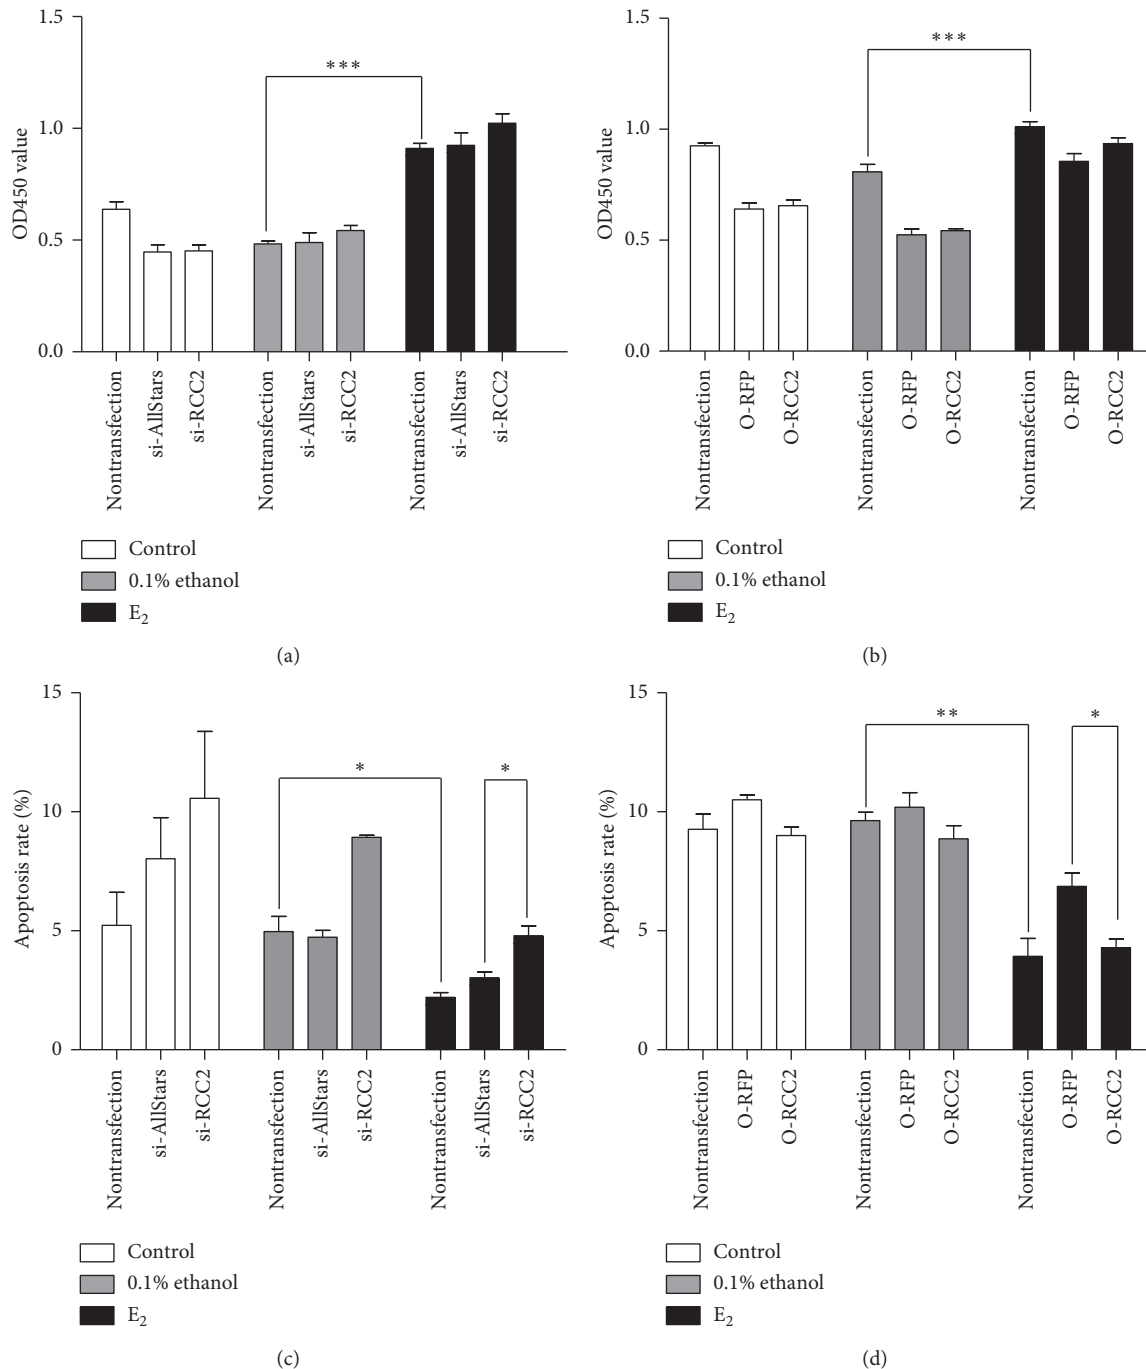 1.5
1.0
0.5
0.0
OD450 value
***
Nontransfection
si-AllStars
si-RCC2
Nontransfection
si-AllStars
si-RCC2
Nontransfection
si-AllStars
si-RCC2
Control
0.1% ethanol
E₂
(a)
1.5
1.0
0.5
0.0
OD450 value
***
Nontransfection
O-RFP
O-RCC2
Nontransfection
O-RFP
O-RCC2
Nontransfection
O-RFP
O-RCC2
Control
0.1% ethanol
E₂
(b)
15
10
5
0
Apoptosis rate (%)
*
*
Nontransfection
si-AllStars
si-RCC2
Nontransfection
si-AllStars
si-RCC2
Nontransfection
si-AllStars
si-RCC2
Control
0.1% ethanol
E₂
(c)
15
10
5
0
Apoptosis rate (%)
**
*
Nontransfection
O-RFP
O-RCC2
Nontransfection
O-RFP
O-RCC2
Nontransfection
O-RFP
O-RCC2
Control
0.1% ethanol
E₂
(d)